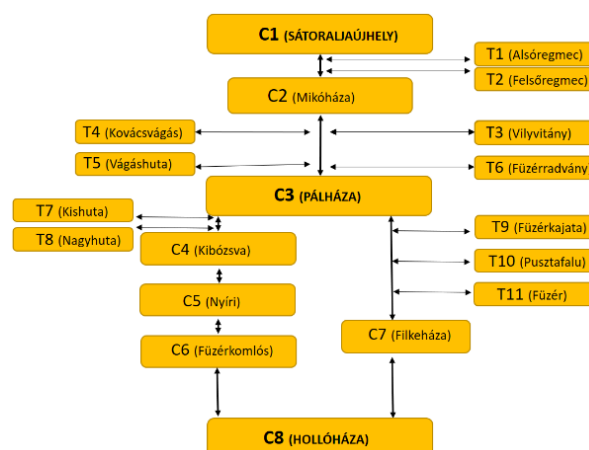 C1 (SÁTORALJAÚJHELY)
T1 (Alsóregmec)
T2 (Felsőregmec)
C2 (Mikóháza)
T4 (Kovácsvágás)
T3 (Vilyvitány)
T5 (Vágáshuta)
T6 (Füzérradvány)
C3 (PÁLHÁZA)
T7 (Kishuta)
T8 (Nagyhuta)
T9 (Füzérkajata)
C4 (Kibózsva)
T10 (Pusztafalu)
C5 (Nyíri)
T11 (Füzér)
C7 (Filkeháza)
C6 (Füzérkomlós)
C8 (HOLLÓHÁZA)